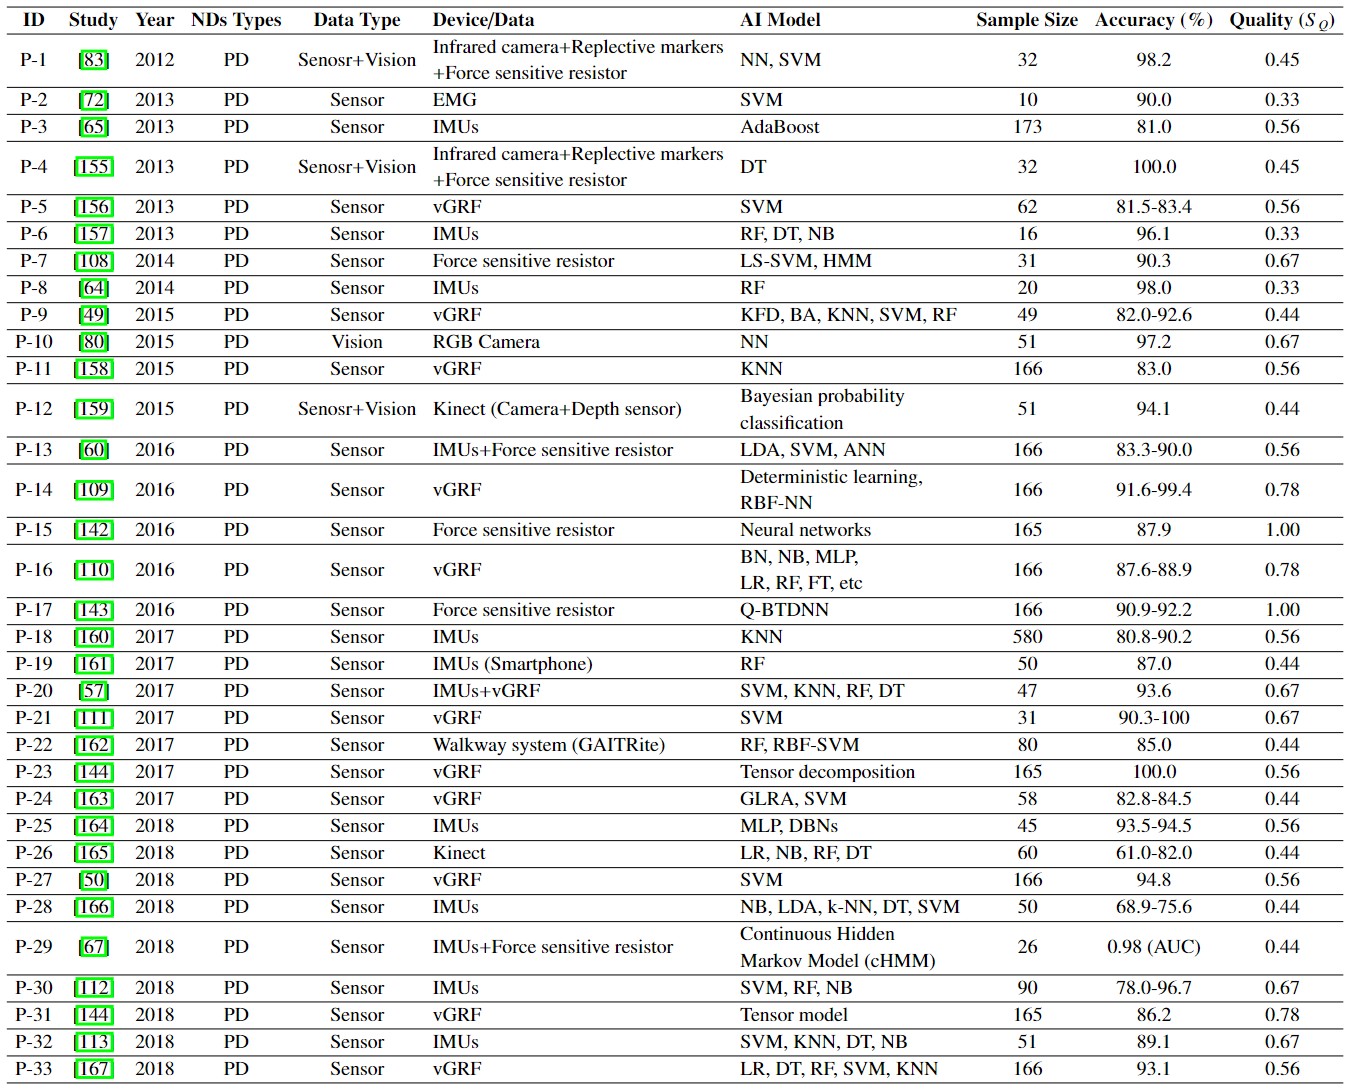 ID Study Year NDs Types Data Type Device/Data AI Model Sample Size Accuracy (%) Quality (S_Q)
P-1 [83] 2012 PD Senosr+Vision Infrared camera+Replective markers +Force sensitive resistor NN, SVM 32 98.2 0.45
P-2 [72] 2013 PD Sensor EMG SVM 10 90.0 0.33
P-3 [65] 2013 PD Sensor IMUs AdaBoost 173 81.0 0.56
P-4 [155] 2013 PD Senosr+Vision Infrared camera+Replective markers +Force sensitive resistor DT 32 100.0 0.45
P-5 [156] 2013 PD Sensor vGRF SVM 62 81.5-83.4 0.56
P-6 [157] 2013 PD Sensor IMUs RF, DT, NB 16 96.1 0.33
P-7 [108] 2014 PD Sensor Force sensitive resistor LS-SVM, HMM 31 90.3 0.67
P-8 [64] 2014 PD Sensor IMUs RF 20 98.0 0.33
P-9 [49] 2015 PD Sensor vGRF KFD, BA, KNN, SVM, RF 49 82.0-92.6 0.44
P-10 [80] 2015 PD Vision RGB Camera NN 51 97.2 0.67
P-11 [158] 2015 PD Sensor vGRF KNN 166 83.0 0.56
P-12 [159] 2015 PD Senosr+Vision Kinect (Camera+Depth sensor) Bayesian probability classification 51 94.1 0.44
P-13 [60] 2016 PD Sensor IMUs+Force sensitive resistor LDA, SVM, ANN 166 83.3-90.0 0.56
P-14 [109] 2016 PD Sensor vGRF Deterministic learning, RBF-NN 166 91.6-99.4 0.78
P-15 [142] 2016 PD Sensor Force sensitive resistor Neural networks 165 87.9 1.00
P-16 [110] 2016 PD Sensor vGRF BN, NB, MLP, LR, RF, FT, etc 166 87.6-88.9 0.78
P-17 [143] 2016 PD Sensor Force sensitive resistor Q-BTDNN 166 90.9-92.2 1.00
P-18 [160] 2017 PD Sensor IMUs KNN 580 80.8-90.2 0.56
P-19 [161] 2017 PD Sensor IMUs (Smartphone) RF 50 87.0 0.44
P-20 [57] 2017 PD Sensor IMUs+vGRF SVM, KNN, RF, DT 47 93.6 0.67
P-21 [111] 2017 PD Sensor vGRF SVM 31 90.3-100 0.67
P-22 [162] 2017 PD Sensor Walkway system (GAITRite) RF, RBF-SVM 80 85.0 0.44
P-23 [144] 2017 PD Sensor vGRF Tensor decomposition 165 100.0 0.56
P-24 [163] 2017 PD Sensor vGRF GLRA, SVM 58 82.8-84.5 0.44
P-25 [164] 2018 PD Sensor IMUs MLP, DBNs 45 93.5-94.5 0.56
P-26 [165] 2018 PD Sensor Kinect LR, NB, RF, DT 60 61.0-82.0 0.44
P-27 [50] 2018 PD Sensor vGRF SVM 166 94.8 0.56
P-28 [166] 2018 PD Sensor IMUs NB, LDA, k-NN, DT, SVM 50 68.9-75.6 0.44
P-29 [67] 2018 PD Sensor IMUs+Force sensitive resistor Continuous Hidden Markov Model (cHMM) 26 0.98 (AUC) 0.44
P-30 [112] 2018 PD Sensor IMUs SVM, RF, NB 90 78.0-96.7 0.67
P-31 [144] 2018 PD Sensor vGRF Tensor model 165 86.2 0.78
P-32 [113] 2018 PD Sensor IMUs SVM, KNN, DT, NB 51 89.1 0.67
P-33 [167] 2018 PD Sensor vGRF LR, DT, RF, SVM, KNN 166 93.1 0.56